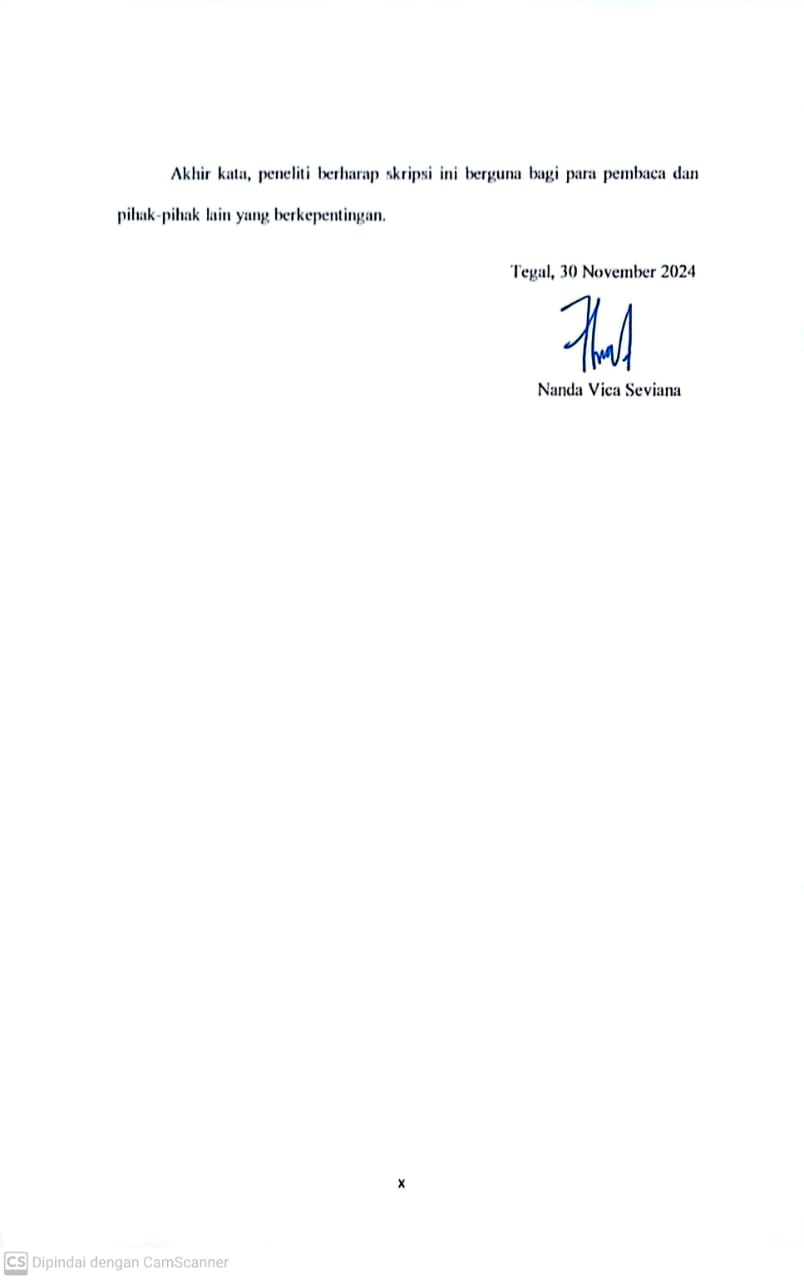 Akhir kata, peneliti berharap skripsi ini berguna bagi para pembaca dan
pihak-pihak lain yang berkepentingan.
Tegal, 30 November 2024
Nanda Vica Seviana
x
CS Dipindai dengan CamScanner